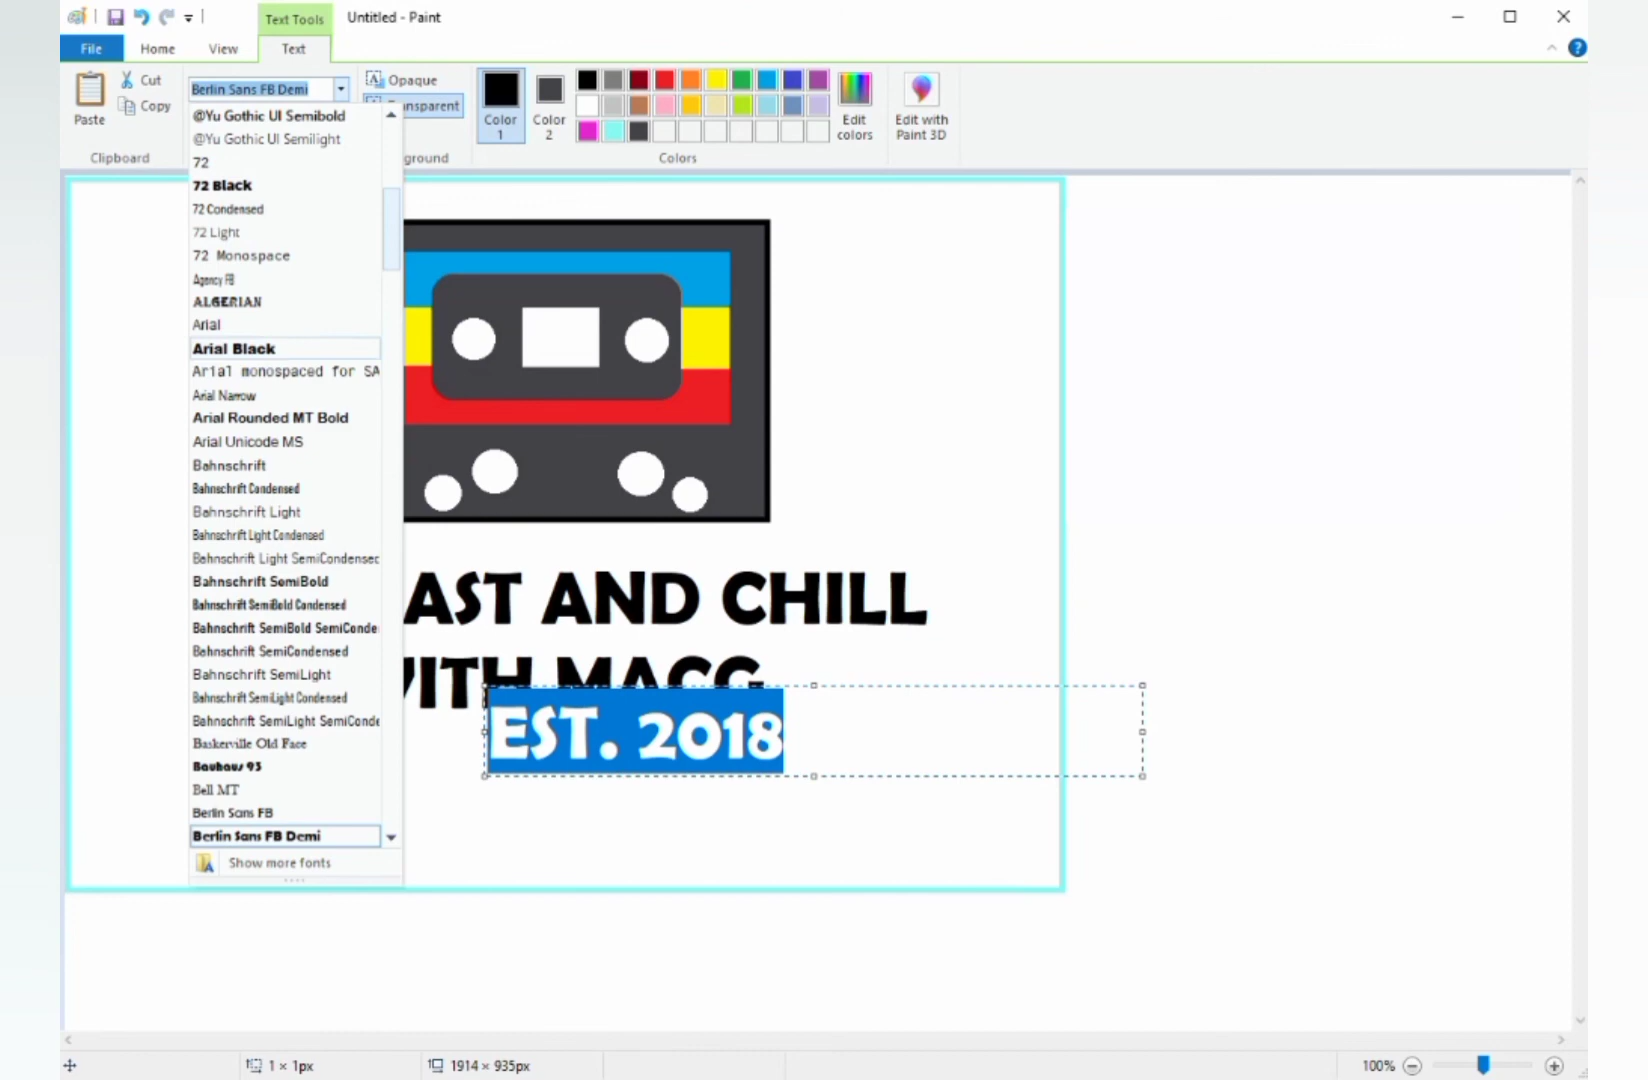 Text Tools
Untitled - Paint
File
Home
View
Text
Paste
Cut
Copy
Clipboard
Berlin Sans FB Demi
Opaque
ansparent
ground
Color
1
Color
2
Edit
colors
Edit with
Paint 3D
Colors
@Yu Gothic UI Semibold
@Yu Gothic UI Semilight
72
72 Black
72 Condensed
72 Light
72 Monospace
Agency FB
ALGERIAN
Arial
Arial Black
Arial monospaced for SA
Arial Narrow
Arial Rounded MT Bold
Arial Unicode MS
Bahnschrift
Bahnschrift Condensed
Bahnschrift Light
Bahnschrift Light Condensed
Bahnschrift Light SemiCondensed
Bahnschrift SemiBold
Bahnschrift SemiBold Condensed
Bahnschrift SemiBold SemiConde
Bahnschrift SemiCondensed
Bahnschrift SemiLight
Bahnschrift SemiLight Condensed
Bahnschrift SemiLight SemiConde
Baskerville Old Face
Bauhaus 93
Bell MT
Berlin Sans FB
Berlin Sans FB Demi
Show more fonts
AST AND CHILL
WITH MACG
EST. 2018
1 × 1px
1914 × 935px
100%